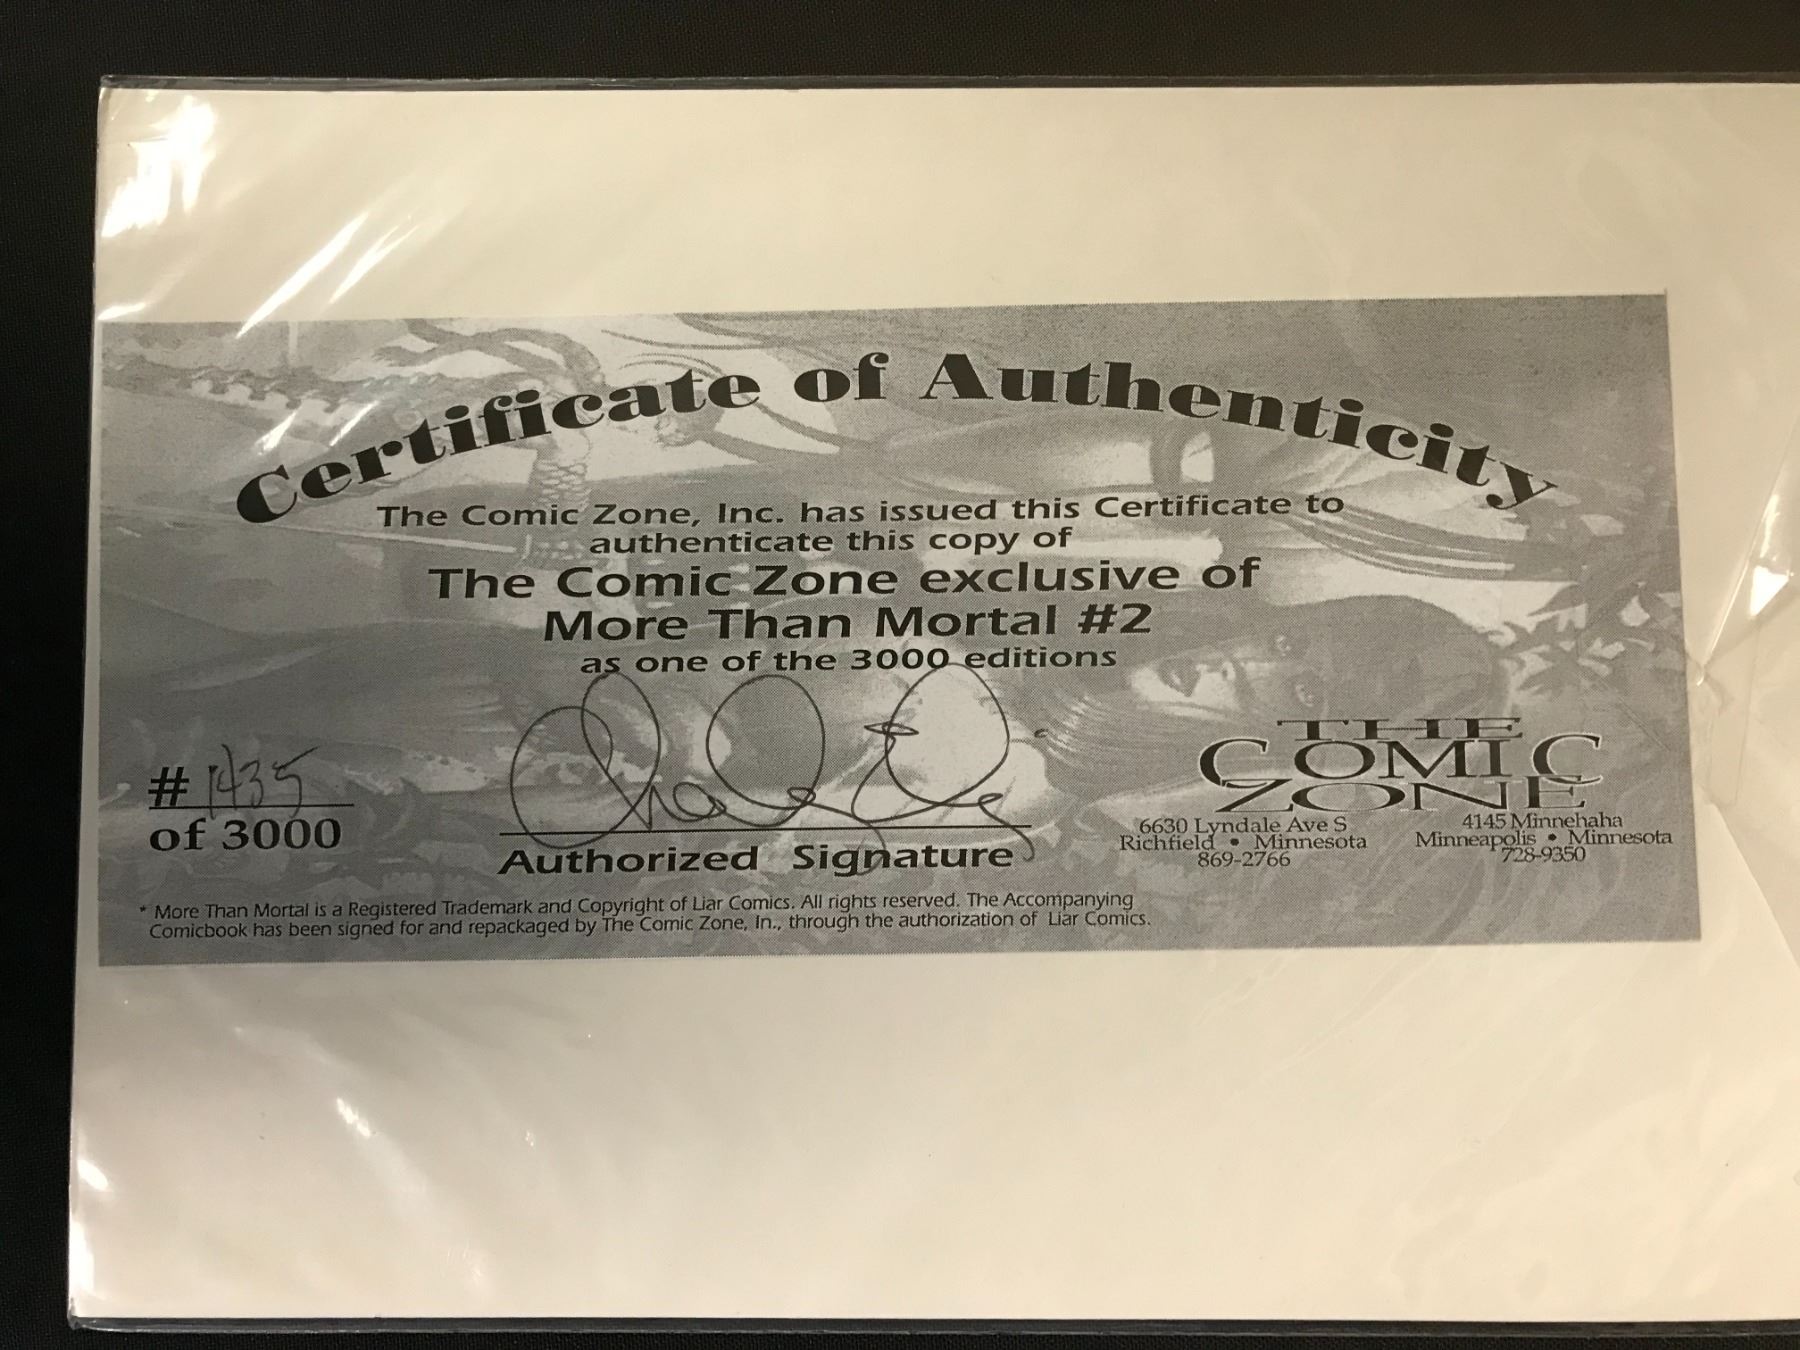 Certificate of Authenticity
The Comic Zone, Inc. has issued this Certificate to
authenticate this copy of
The Comic Zone exclusive of
More Than Mortal #2
as one of the 3000 editions
# 1435
of 3000
Authorized Signature
THE
COMIC
ZONE
6630 Lyndale Ave S
Richfield • Minnesota
869-2766
4145 Minnehaha
Minneapolis • Minnesota
728-9350
* More Than Mortal is a Registered Trademark and Copyright of Liar Comics. All rights reserved. The Accompanying
Comicbook has been signed for and repackaged by The Comic Zone, In., through the authorization of Liar Comics.